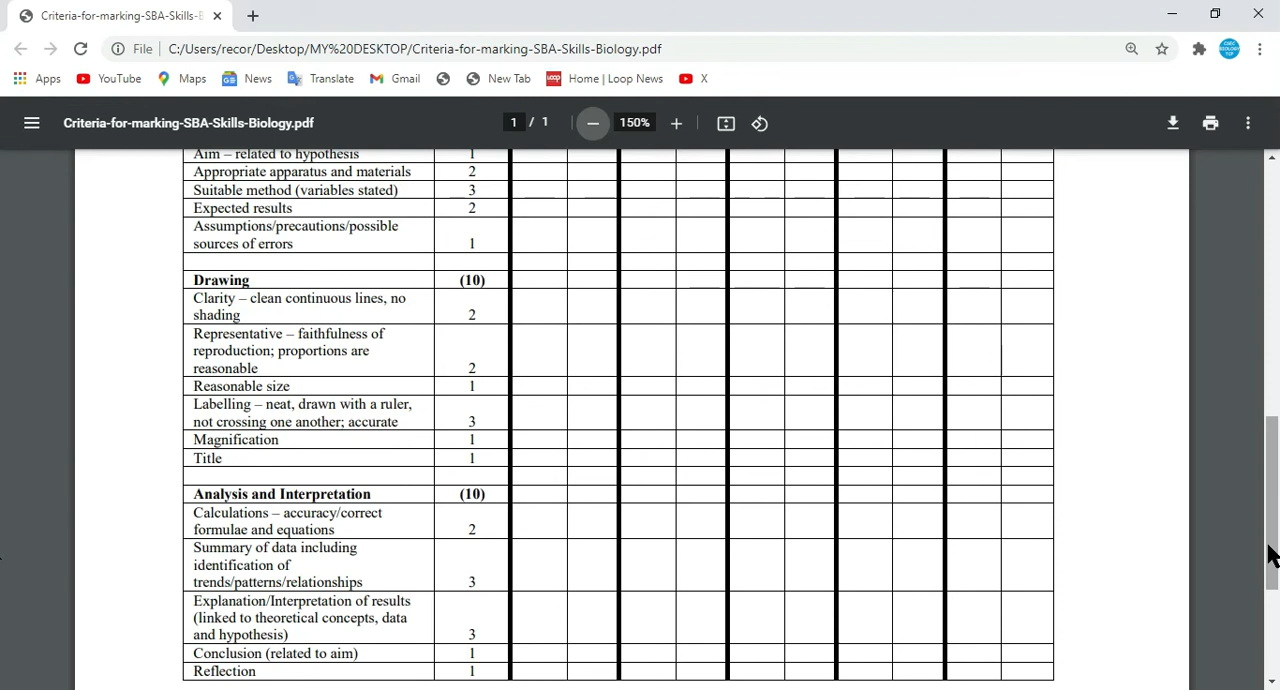 Criteria-for-marking-SBA-Skills-B
File
C:/Users/recor/Desktop/MY%20DESKTOP/Criteria-for-marking-SBA-Skills-Biology.pdf
Apps YouTube Maps News Translate Gmail New Tab LOOP Home | Loop News X
Criteria-for-marking-SBA-Skills-Biology.pdf 1 / 1 150%
Aim – related to hypothesis 1
Appropriate apparatus and materials 2
Suitable method (variables stated) 3
Expected results 2
Assumptions/precautions/possible
sources of errors 1
Drawing (10)
Clarity – clean continuous lines, no
shading 2
Representative – faithfulness of
reproduction; proportions are
reasonable 2
Reasonable size 1
Labelling – neat, drawn with a ruler,
not crossing one another; accurate 3
Magnification 1
Title 1
Analysis and Interpretation (10)
Calculations – accuracy/correct
formulae and equations 2
Summary of data including
identification of
trends/patterns/relationships 3
Explanation/Interpretation of results
(linked to theoretical concepts, data
and hypothesis) 3
Conclusion (related to aim) 1
Reflection 1